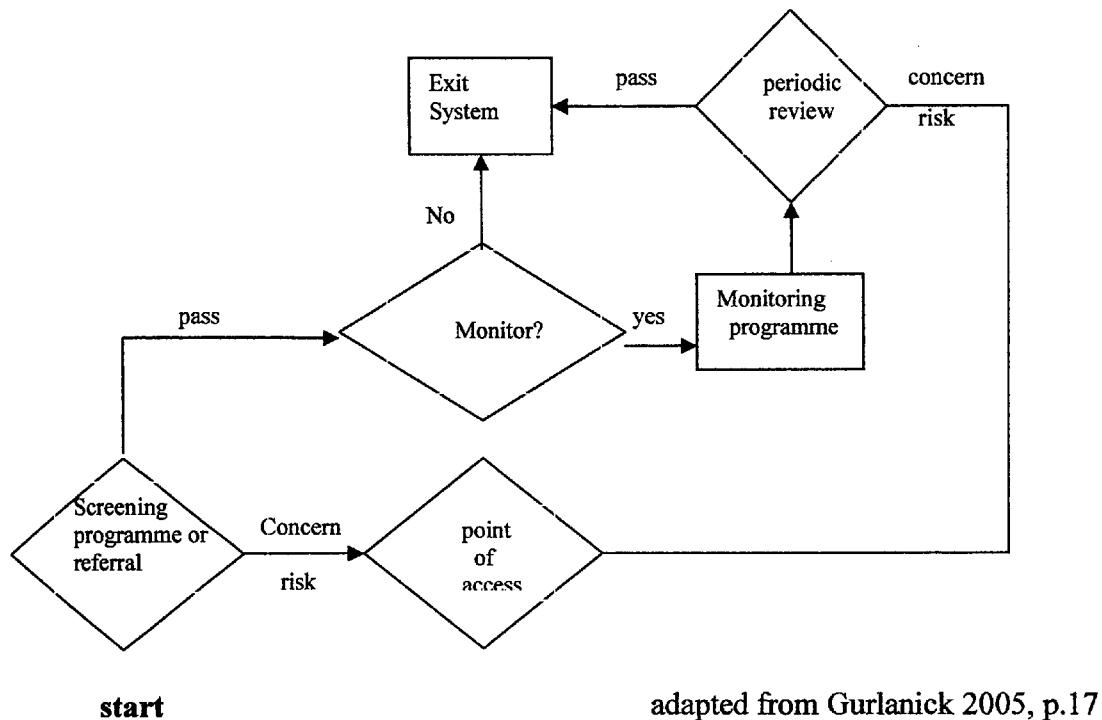 Exit
System
pass
periodic
review
concern
risk
No
pass
Monitor?
yes
Monitoring
programme
Screening
programme or
referral
Concern
risk
point
of
access
start
adapted from Gurlanick 2005, p.17